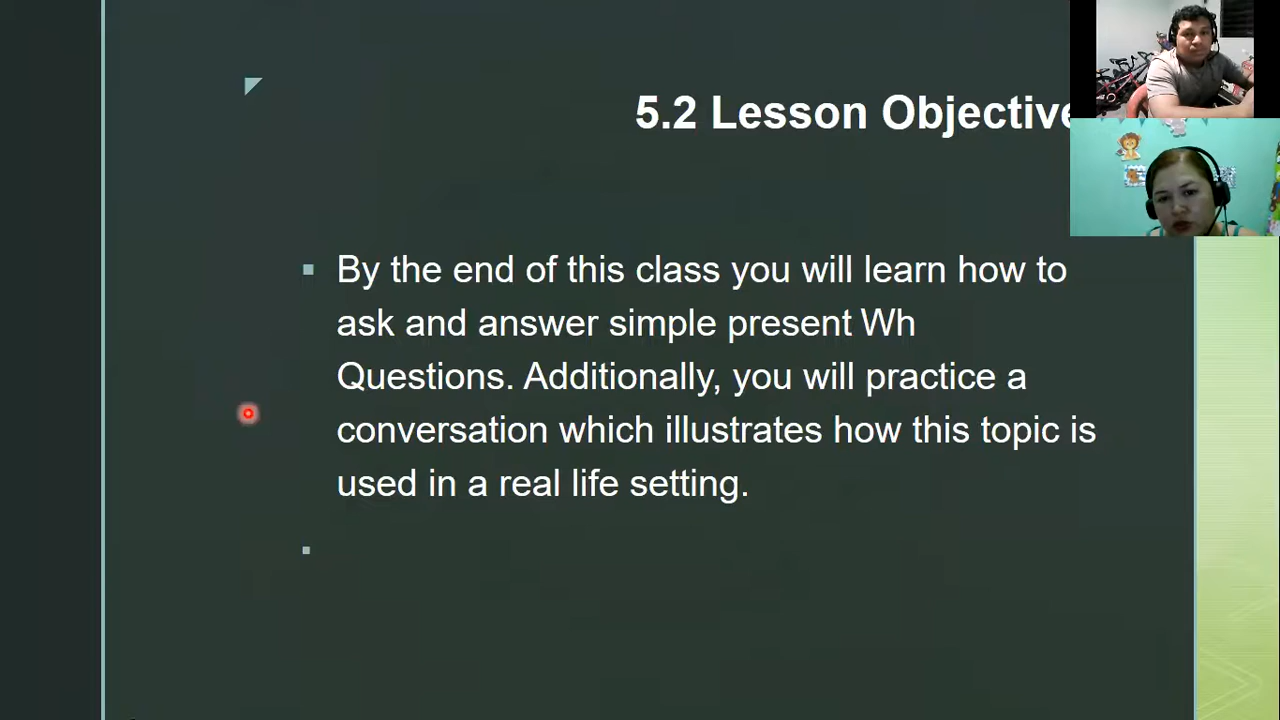 5.2 Lesson Objective
By the end of this class you will learn how to
ask and answer simple present Wh
Questions. Additionally, you will practice a
conversation which illustrates how this topic is
used in a real life setting.